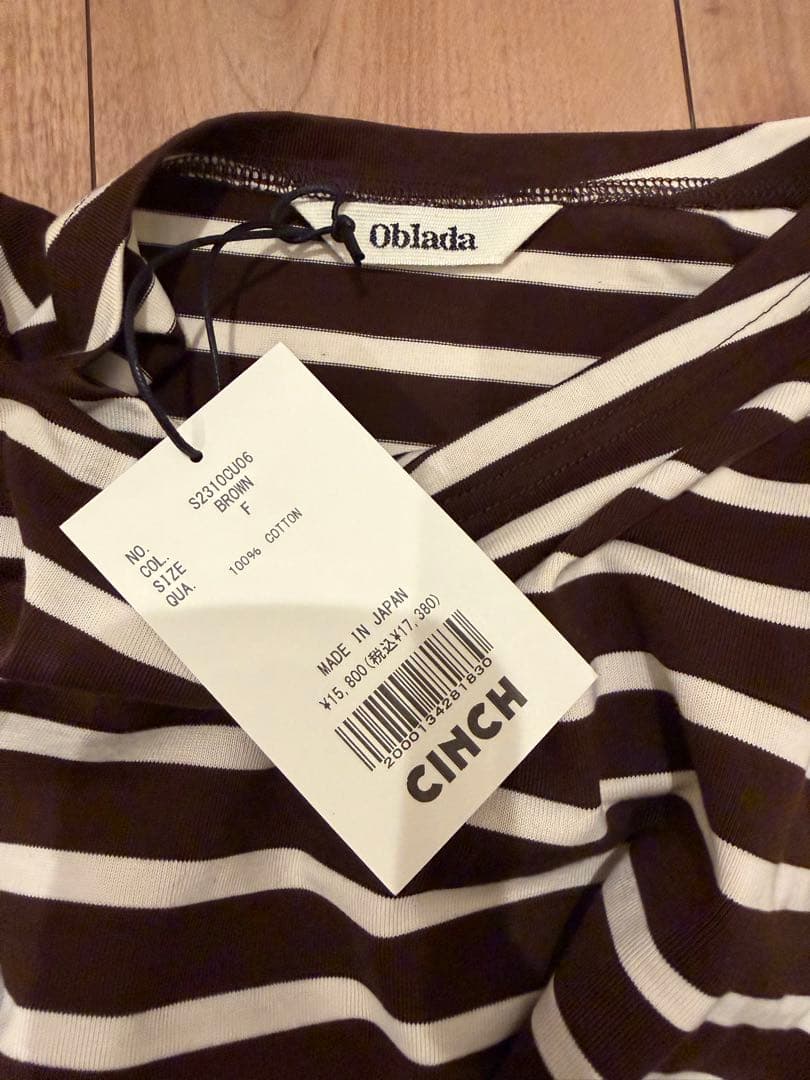 Oblada
NO. S2310CU06
COL. BROWN
SIZE F
QUA. 100% COTTON
MADE IN JAPAN
¥15,800(税込¥17,380)
2000134281830
CINCH